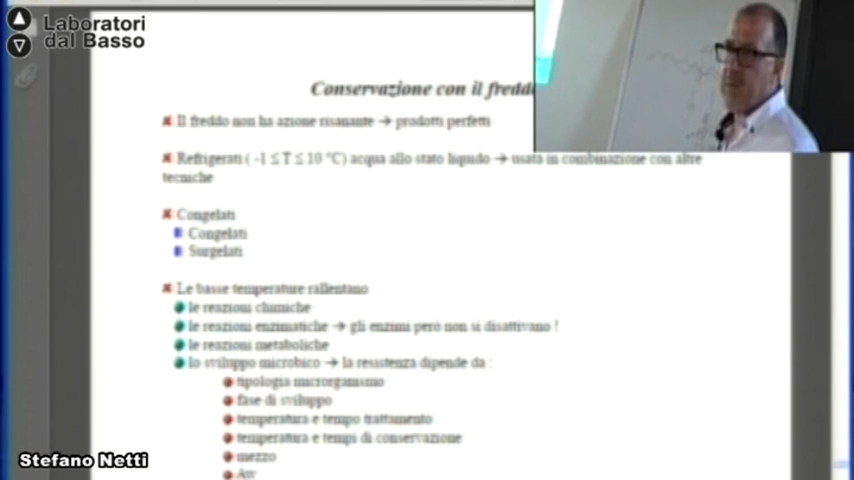 Laboratori
dal Basso
Conservazione con il freddo
Il freddo non ha azione risanante → prodotti perfetti
Refrigerati ( -1 ≤ T ≤ 10 °C) acqua allo stato liquido → usata in combinazione con altre
tecniche
Congelati
Congelati
Surgelati
Le basse temperature rallentano
le reazioni chimiche
le reazioni enzimatiche → gli enzimi però non si disattivano !
le reazioni metaboliche
lo sviluppo microbico → la resistenza dipende da :
tipologia microrganismo
fase di sviluppo
temperatura e tempo trattamento
temperatura e tempi di conservazione
mezzo
Aw
Stefano Netti